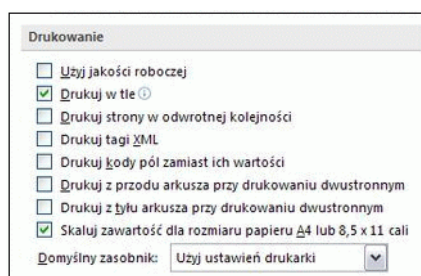 Drukowanie
Użyj jakości roboczej
Drukuj w tle
Drukuj strony w odwrotnej kolejności
Drukuj tagi XML
Drukuj kody pól zamiast ich wartości
Drukuj z przodu arkusza przy drukowaniu dwustronnym
Drukuj z tyłu arkusza przy drukowaniu dwustronnym
Skaluj zawartość dla rozmiaru papieru A4 lub 8,5 x 11 cali
Domyślny zasobnik: Użyj ustawień drukarki